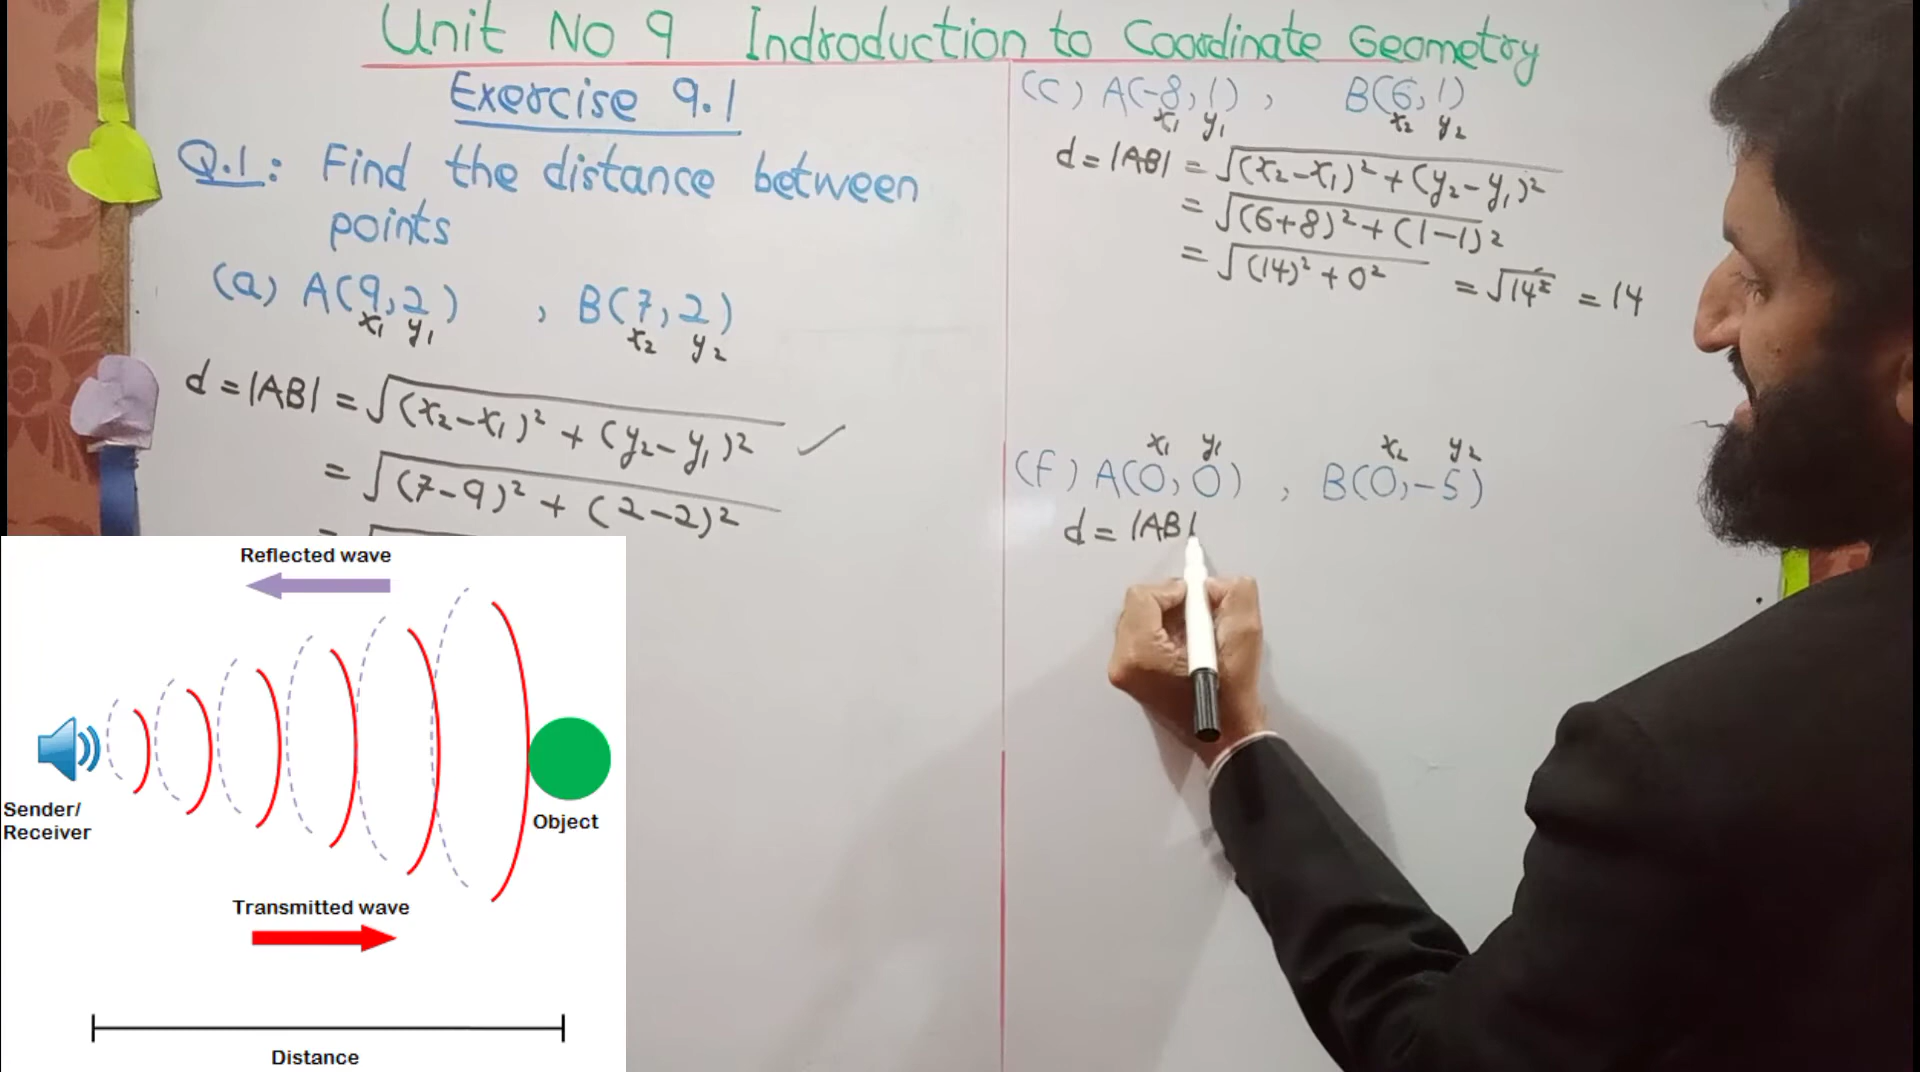 Unit No 9 Indroduction to Coordinate Geometry
Exercise 9.1
Q.1: Find the distance between
points
(a) A(9,2) , B(7,2)
x₁ y₁ x₂ y₂
d = |AB| = √(x₂-x₁)² + (y₂-y₁)² ✓
= √(7-9)² + (2-2)²
=
(c) A(-8,1) , B(6,1)
x₁ y₁ x₂ y₂
d = |AB| = √(x₂-x₁)² + (y₂-y₁)²
= √(6+8)² + (1-1)²
= √(14)² + 0² = √14² = 14
x₁ y₁ x₂ y₂
(f) A(0,0) , B(0,-5)
d = |AB|
Reflected wave
Sender/
Receiver
Object
Transmitted wave
Distance